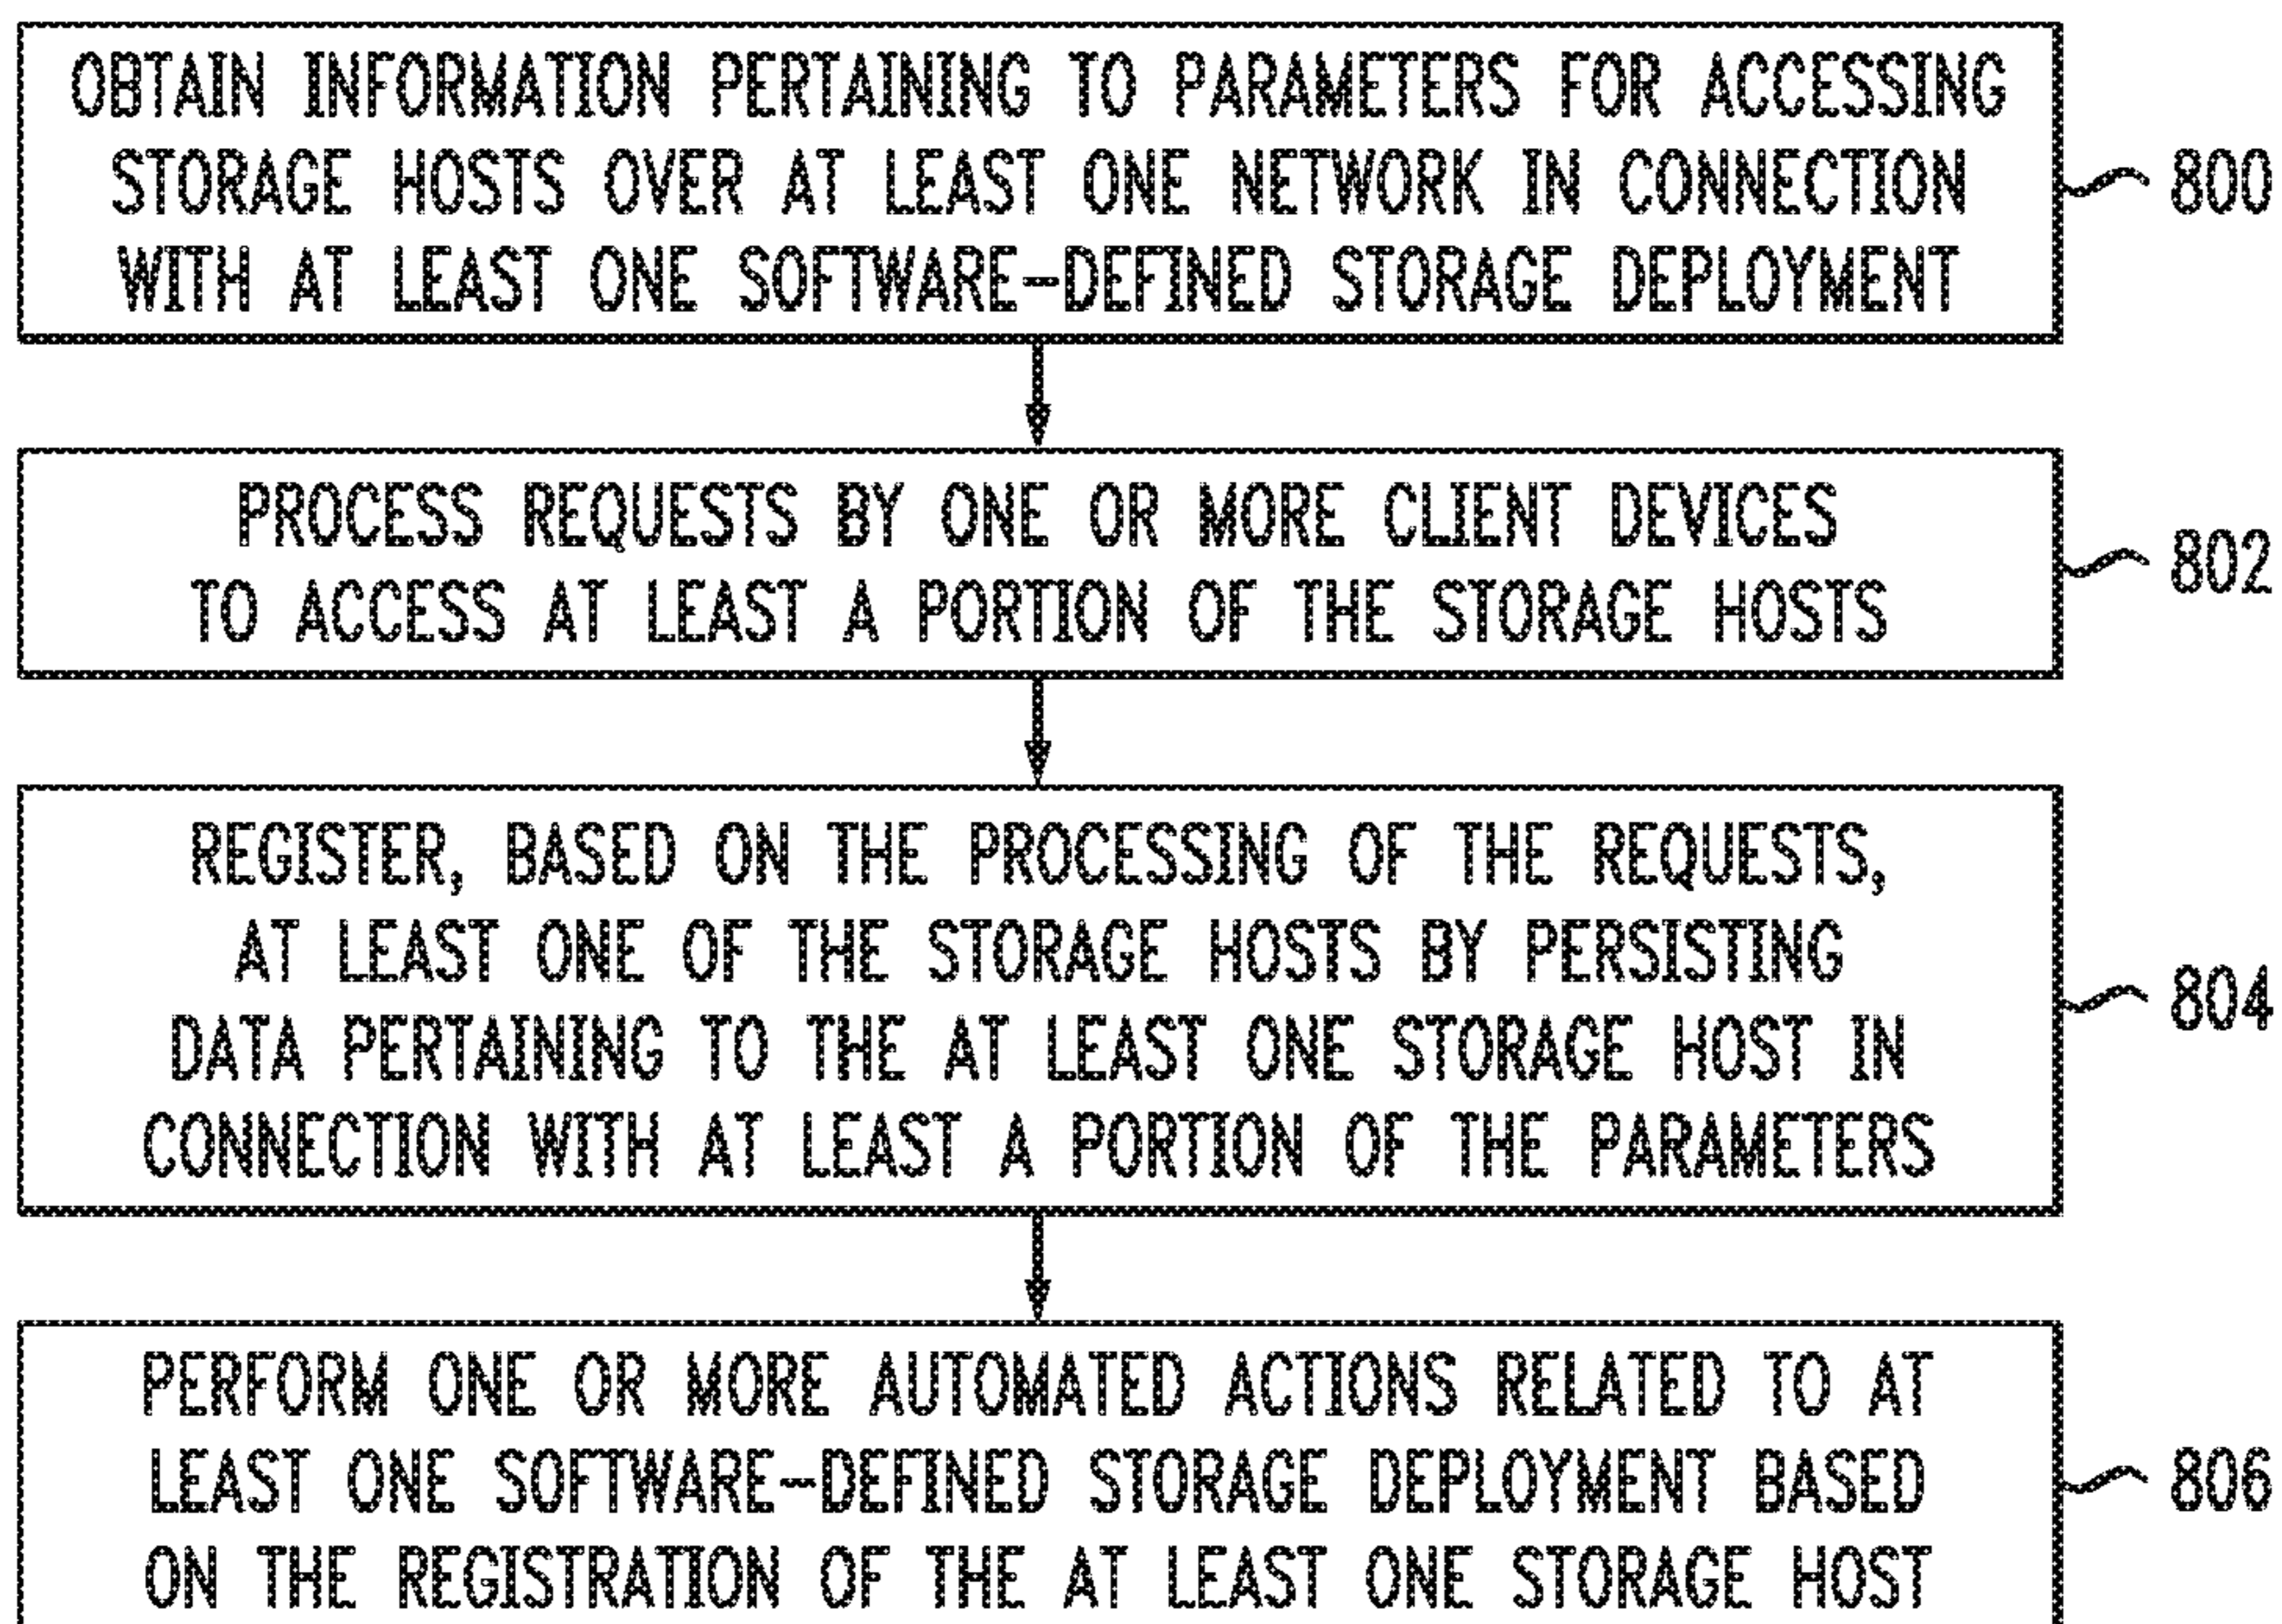 OBTAIN INFORMATION PERTAINING TO PARAMETERS FOR ACCESSING
STORAGE HOSTS OVER AT LEAST ONE NETWORK IN CONNECTION
WITH AT LEAST ONE SOFTWARE-DEFINED STORAGE DEPLOYMENT
800
PROCESS REQUESTS BY ONE OR MORE CLIENT DEVICES
TO ACCESS AT LEAST A PORTION OF THE STORAGE HOSTS
802
REGISTER, BASED ON THE PROCESSING OF THE REQUESTS,
AT LEAST ONE OF THE STORAGE HOSTS BY PERSISTING
DATA PERTAINING TO THE AT LEAST ONE STORAGE HOST IN
CONNECTION WITH AT LEAST A PORTION OF THE PARAMETERS
804
PERFORM ONE OR MORE AUTOMATED ACTIONS RELATED TO AT
LEAST ONE SOFTWARE-DEFINED STORAGE DEPLOYMENT BASED
ON THE REGISTRATION OF THE AT LEAST ONE STORAGE HOST
806